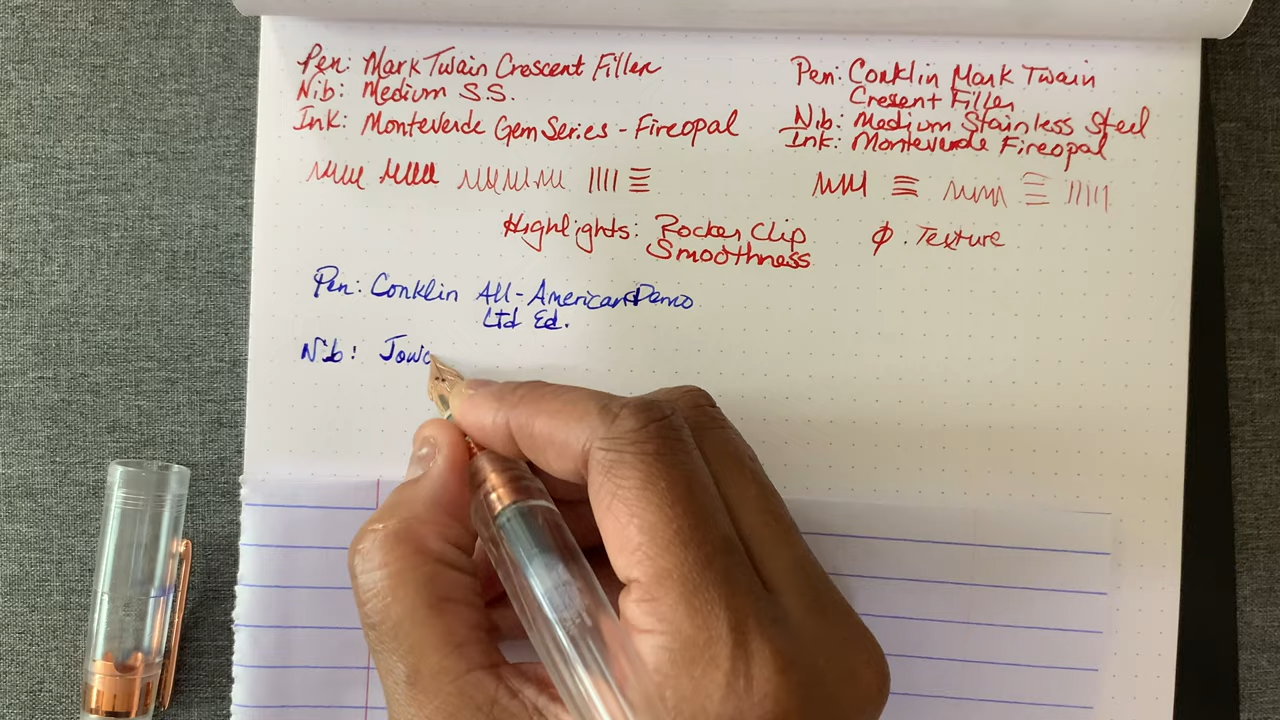 Pen: Mark Twain Crescent Filler
Nib: Medium S.S.
Ink: Monteverde Gem Series - Fireopal
Pen: Conklin Mark Twain
Cresent Filler
Nib: Medium Stainless Steel
Ink: Monteverde Fireopal
Highlights: Rocker Clip
Smoothness
ϕ. Texture
Pen: Conklin All-American Demo
Ltd Ed.
Nib: Jowo